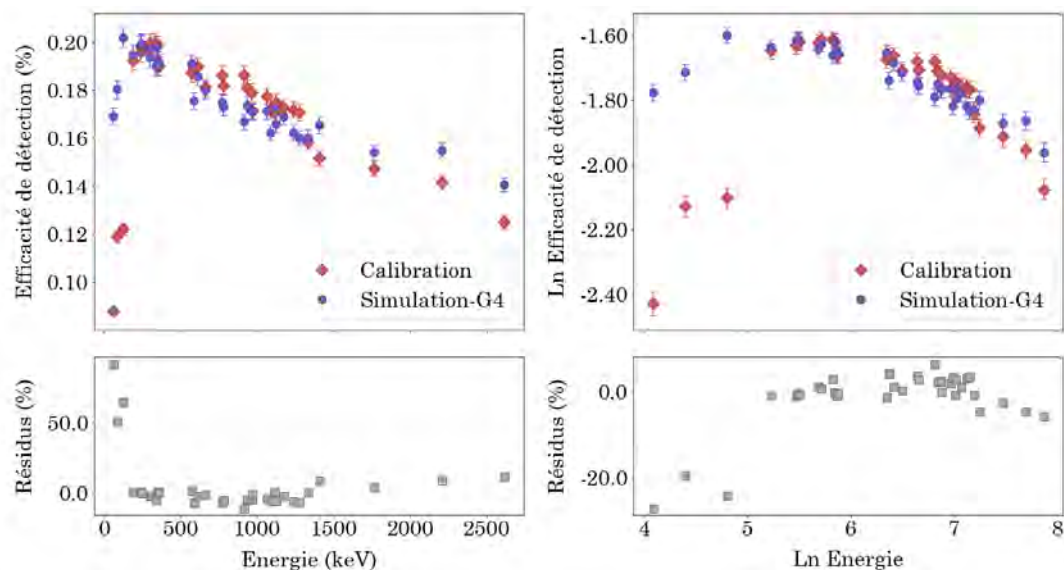 Efficacité de détection (%)
0.20
0.18
0.16
0.14
0.12
0.10
Calibration
Simulation-G4
Ln Efficacité de détection
-1.60
-1.80
-2.00
-2.20
-2.40
Calibration
Simulation-G4
Résidus (%)
50.0
0.0
0 500 1000 1500 2000 2500
Energie (keV)
Résidus (%)
0.0
-20.0
4 5 6 7 8
Ln Energie